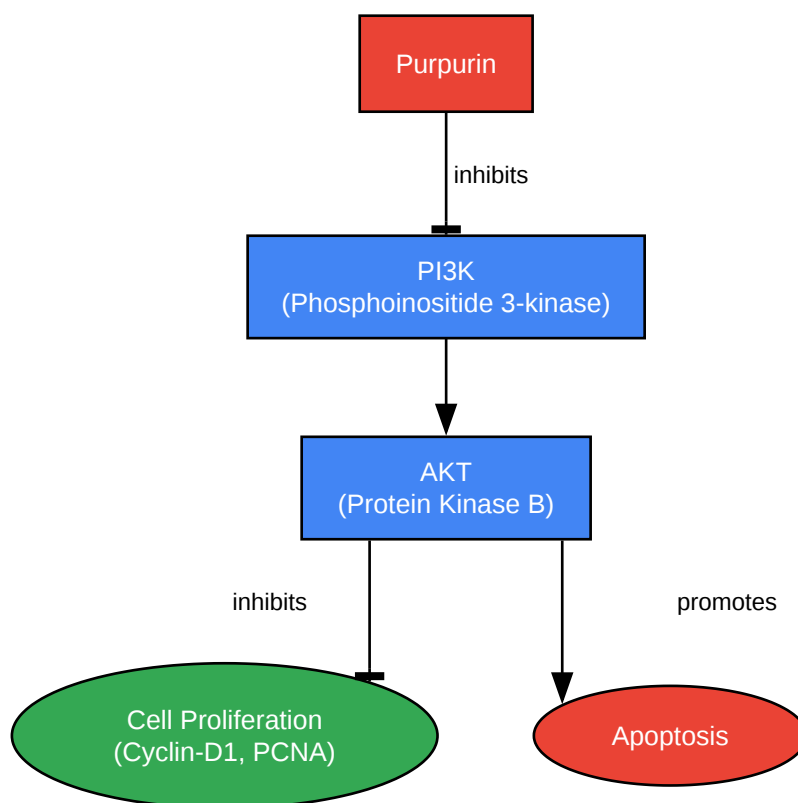 Purpurin
inhibits
PI3K
(Phosphoinositide 3-kinase)
AKT
(Protein Kinase B)
inhibits
promotes
Cell Proliferation
(Cyclin-D1, PCNA)
Apoptosis